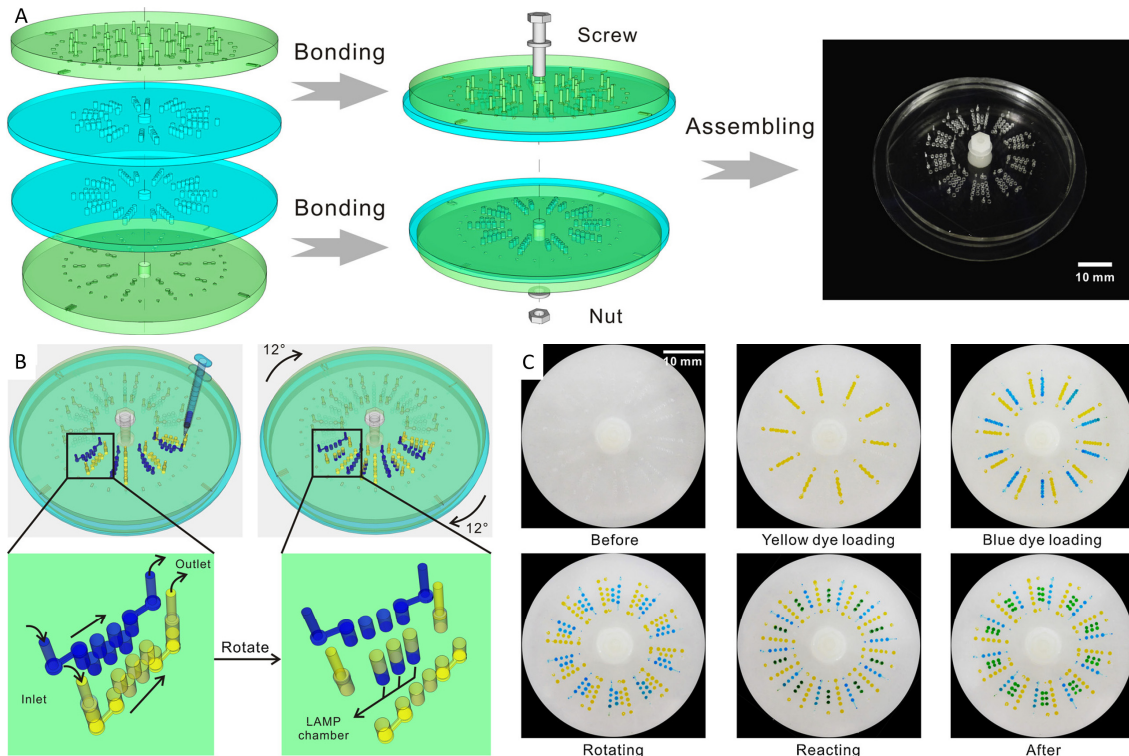 A
Bonding
Screw
Assembling
Bonding
Nut
10 mm
B
12°
12°
Outlet
Inlet
Rotate
LAMP
chamber
C
10 mm
Before
Yellow dye loading
Blue dye loading
Rotating
Reacting
After